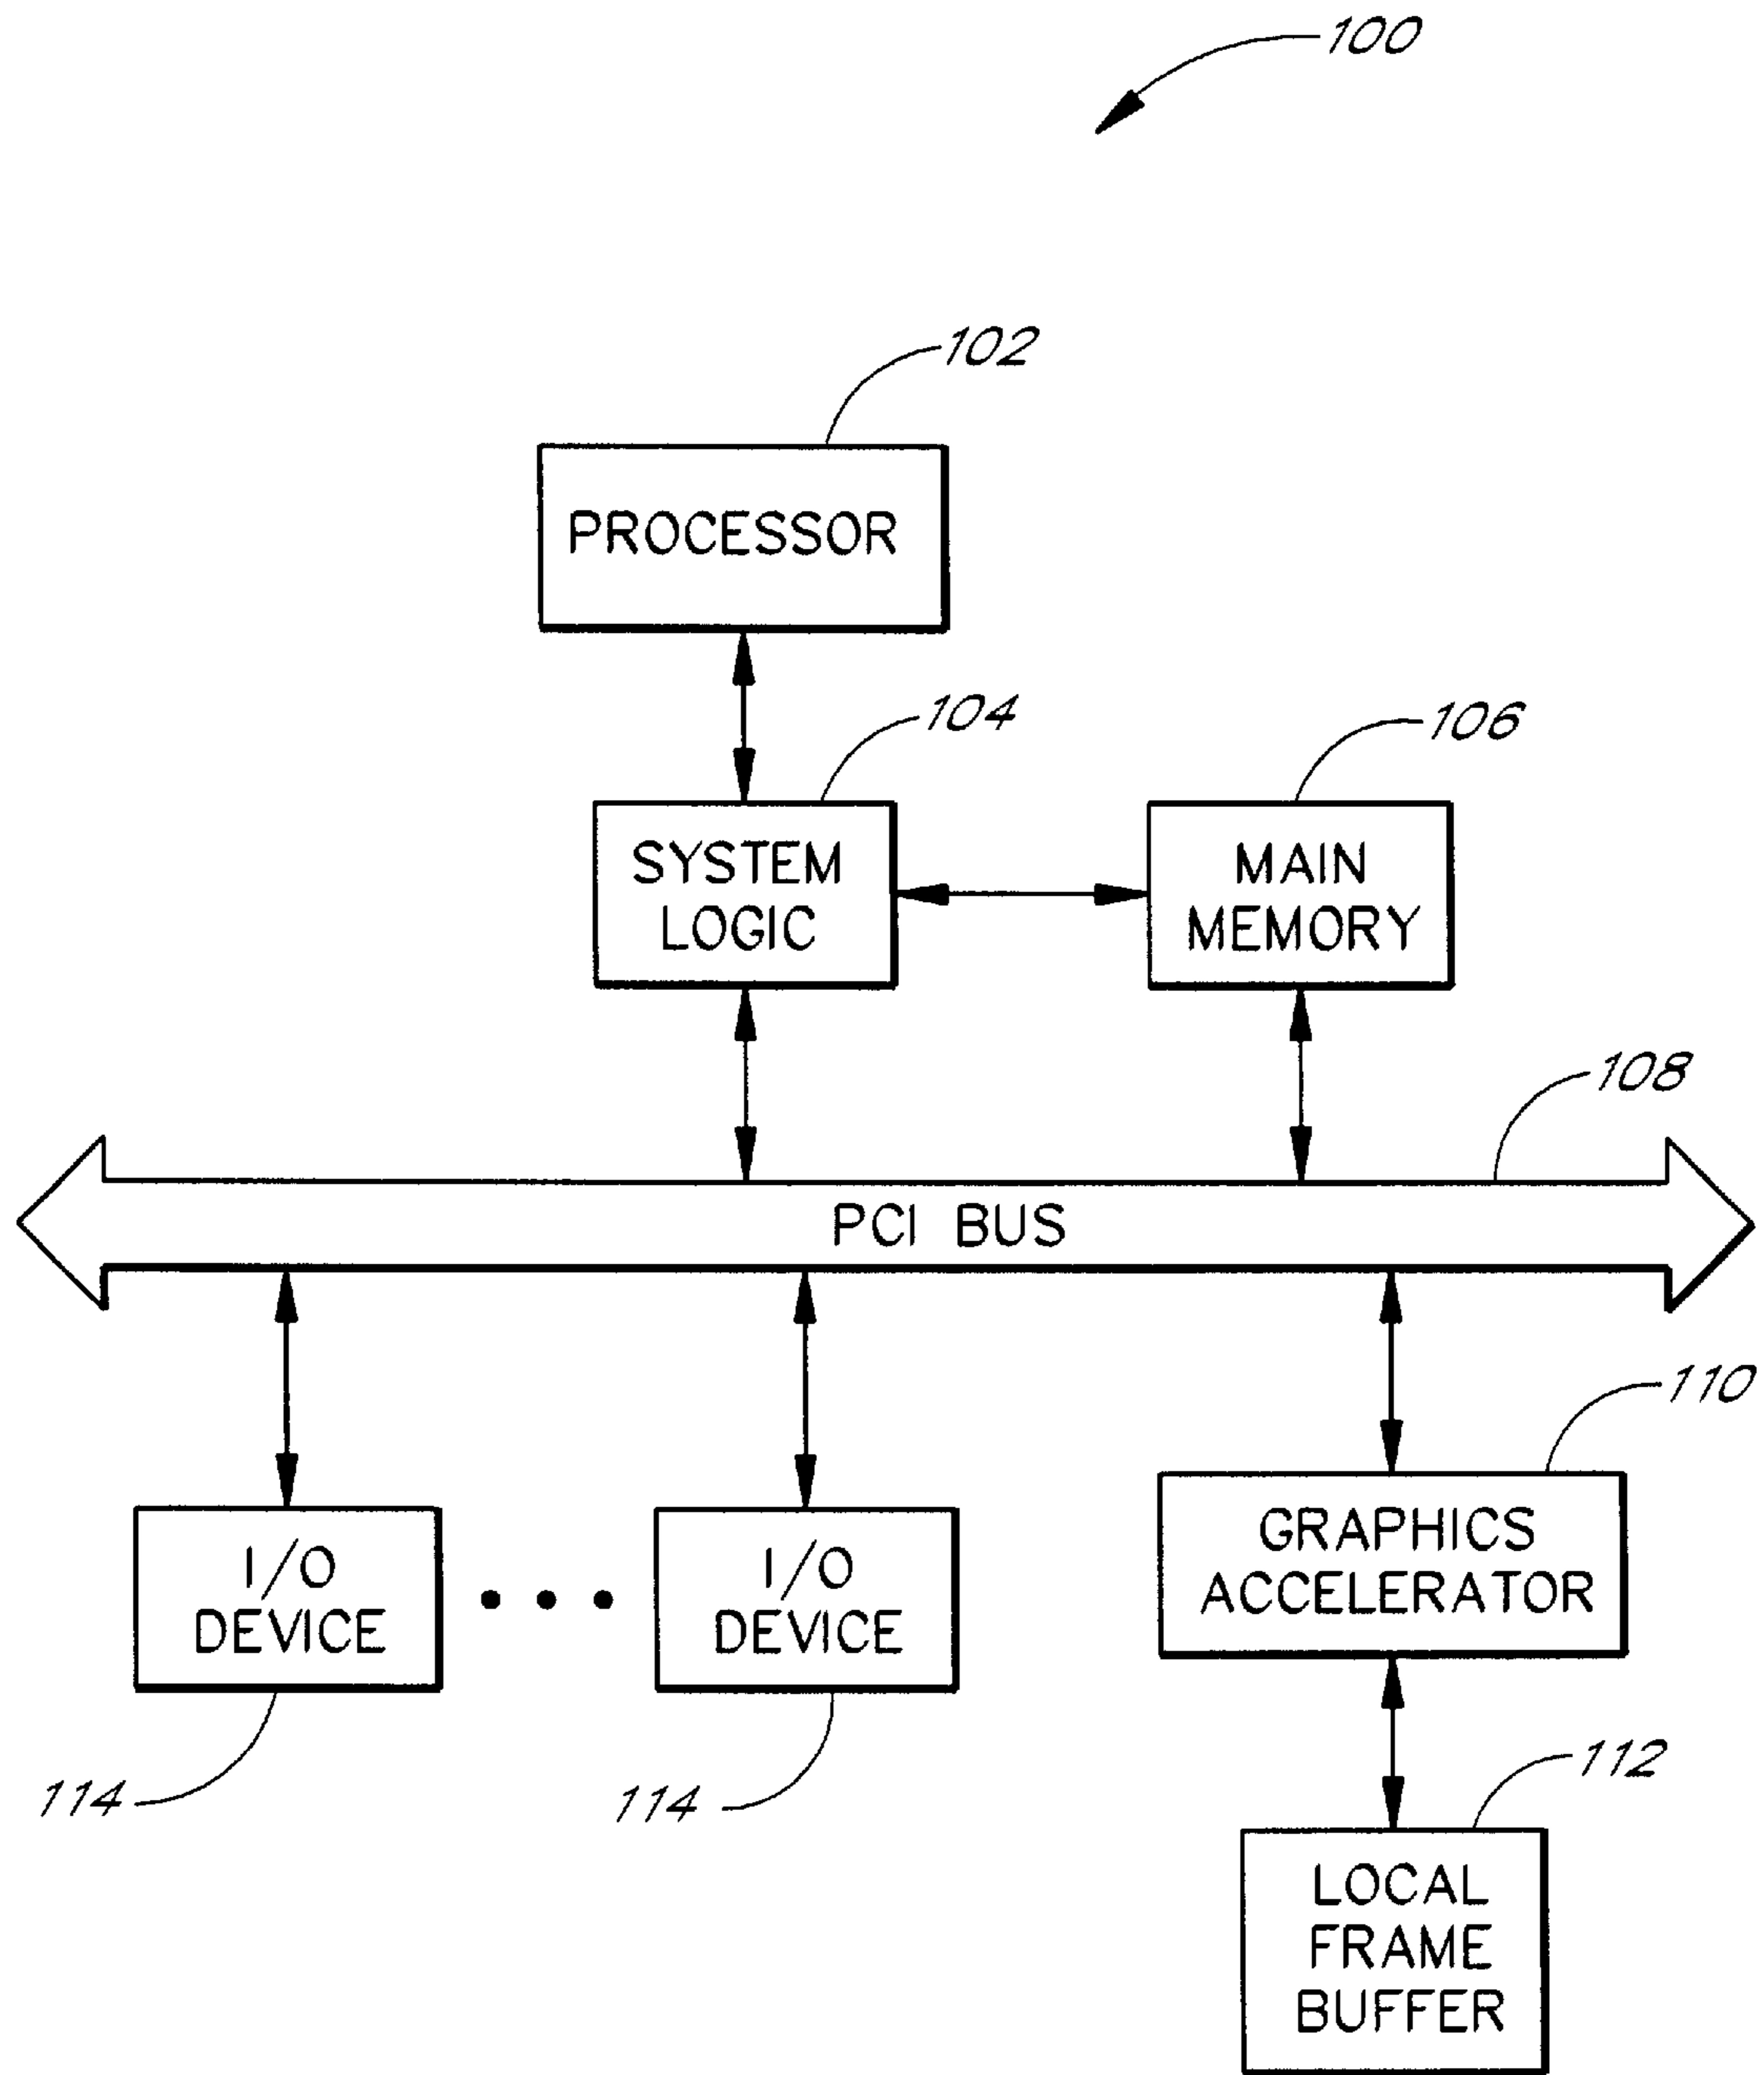 100
102
PROCESSOR
104
106
SYSTEM
LOGIC
MAIN
MEMORY
108
PCI BUS
110
GRAPHICS
ACCELERATOR
I/O
DEVICE
I/O
DEVICE
114
114
112
LOCAL
FRAME
BUFFER